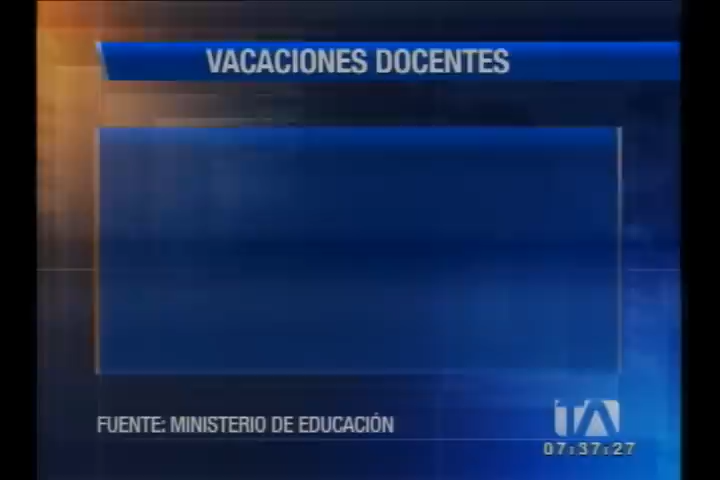 VACACIONES DOCENTES
FUENTE: MINISTERIO DE EDUCACIÓN
TA
07:37:27